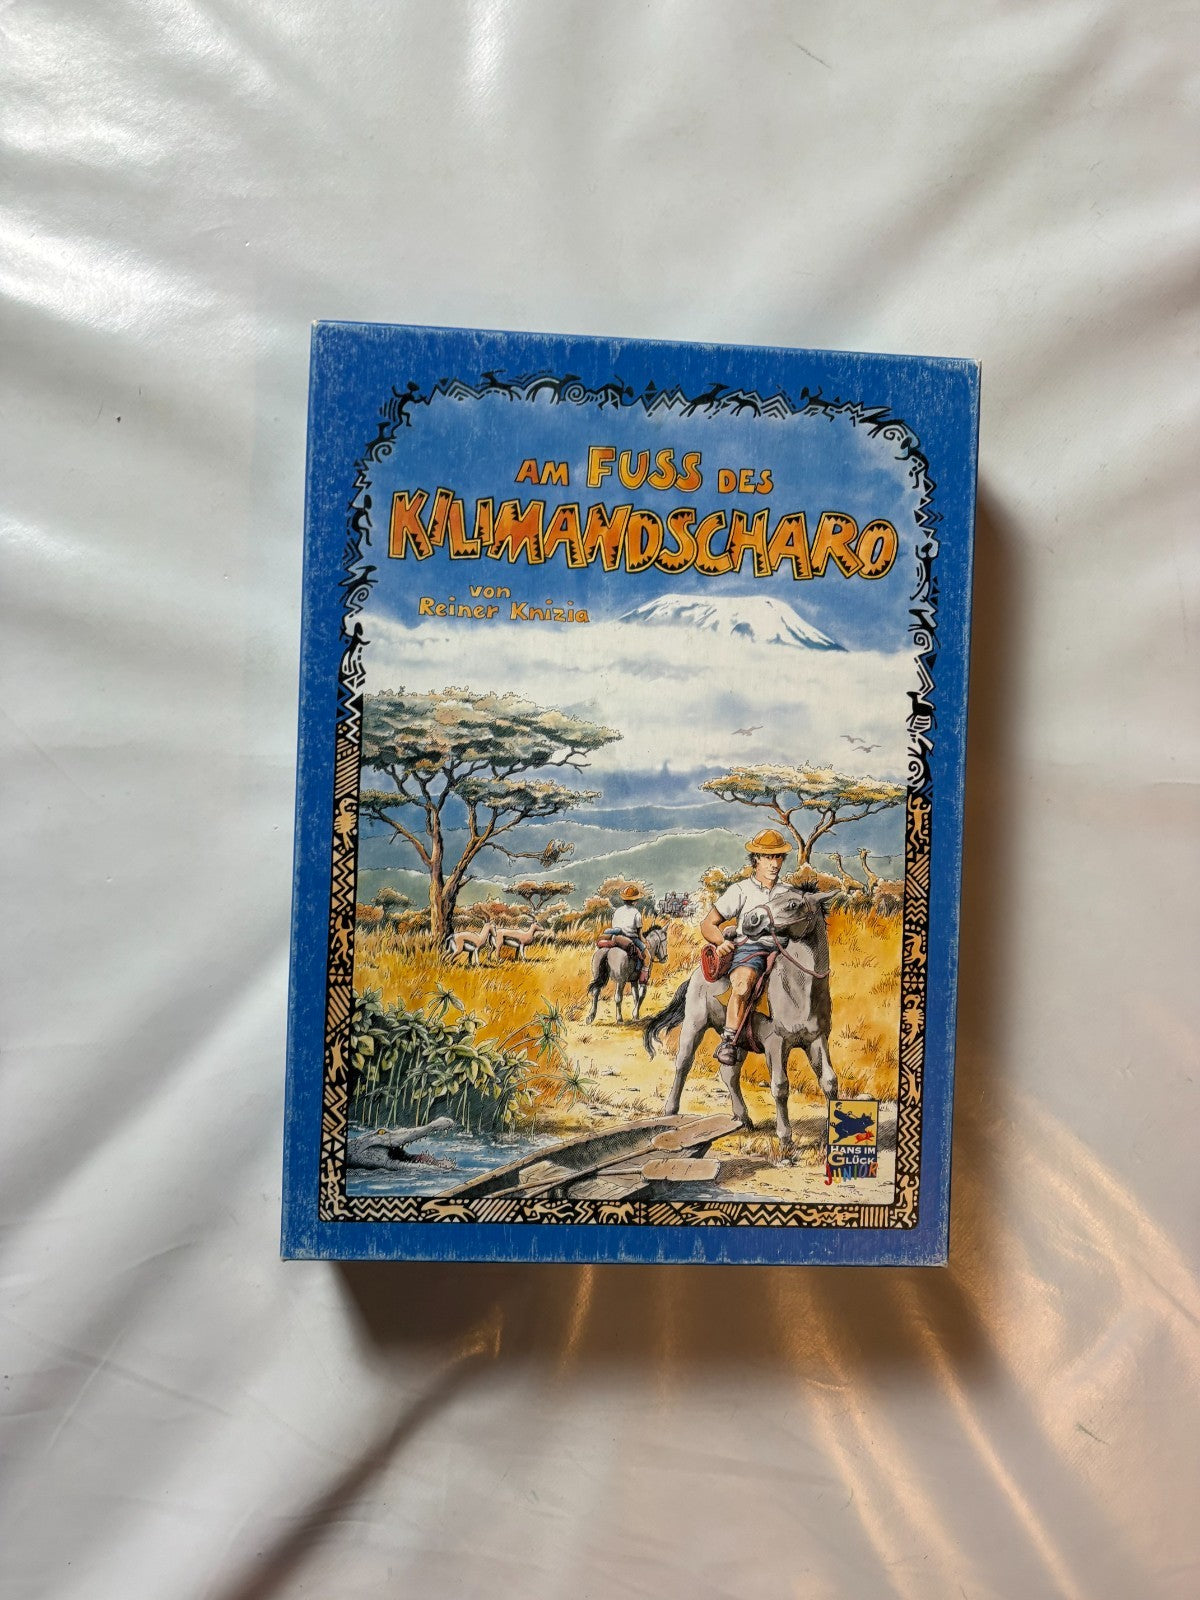 AM FUSS DES
KILIMANDSCHARO
von
Reiner Knizia
HANS IM
GLÜCK
JUNIOR